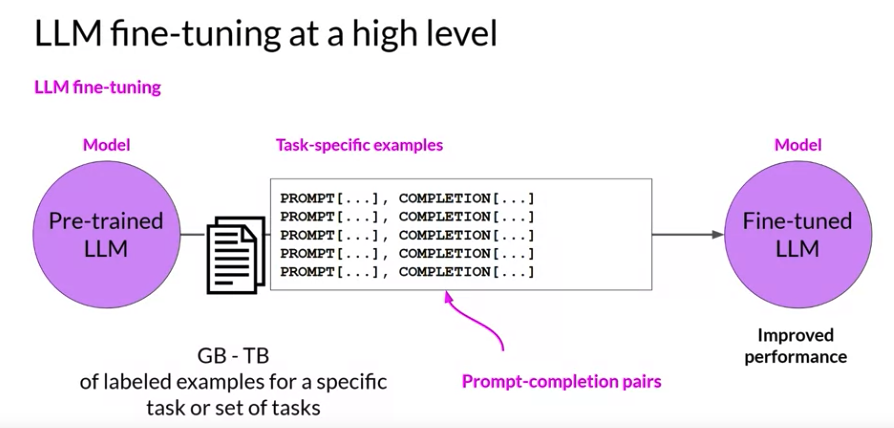 LLM fine-tuning at a high level
LLM fine-tuning
Model
Task-specific examples
Model
Pre-trained
LLM
PROMPT[...], COMPLETION[...]
PROMPT[...], COMPLETION[...]
PROMPT[...], COMPLETION[...]
PROMPT[...], COMPLETION[...]
PROMPT[...], COMPLETION[...]
Fine-tuned
LLM
GB - TB
of labeled examples for a specific
task or set of tasks
Prompt-completion pairs
Improved
performance